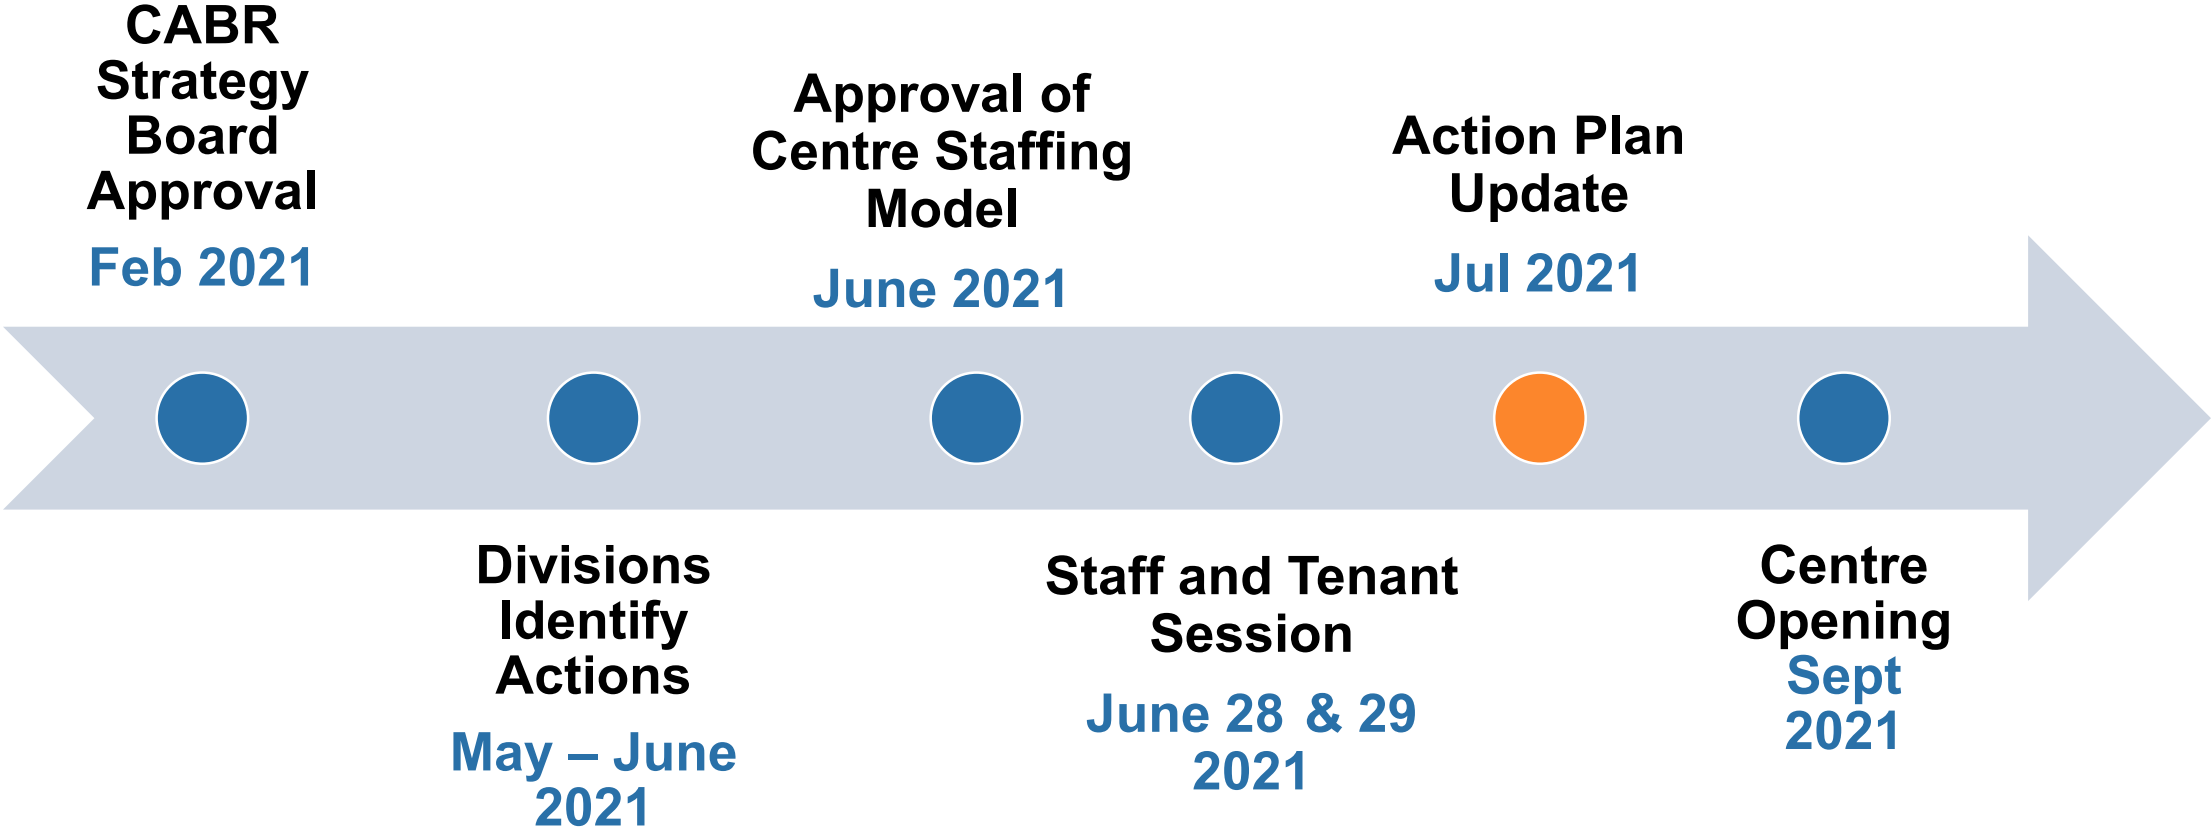 CABR
Strategy
Board
Approval
Feb 2021
Divisions
Identify
Actions
May – June
2021
Approval of
Centre Staffing
Model
June 2021
Staff and Tenant
Session
June 28 & 29
2021
Action Plan
Update
Jul 2021
Centre
Opening
Sept
2021